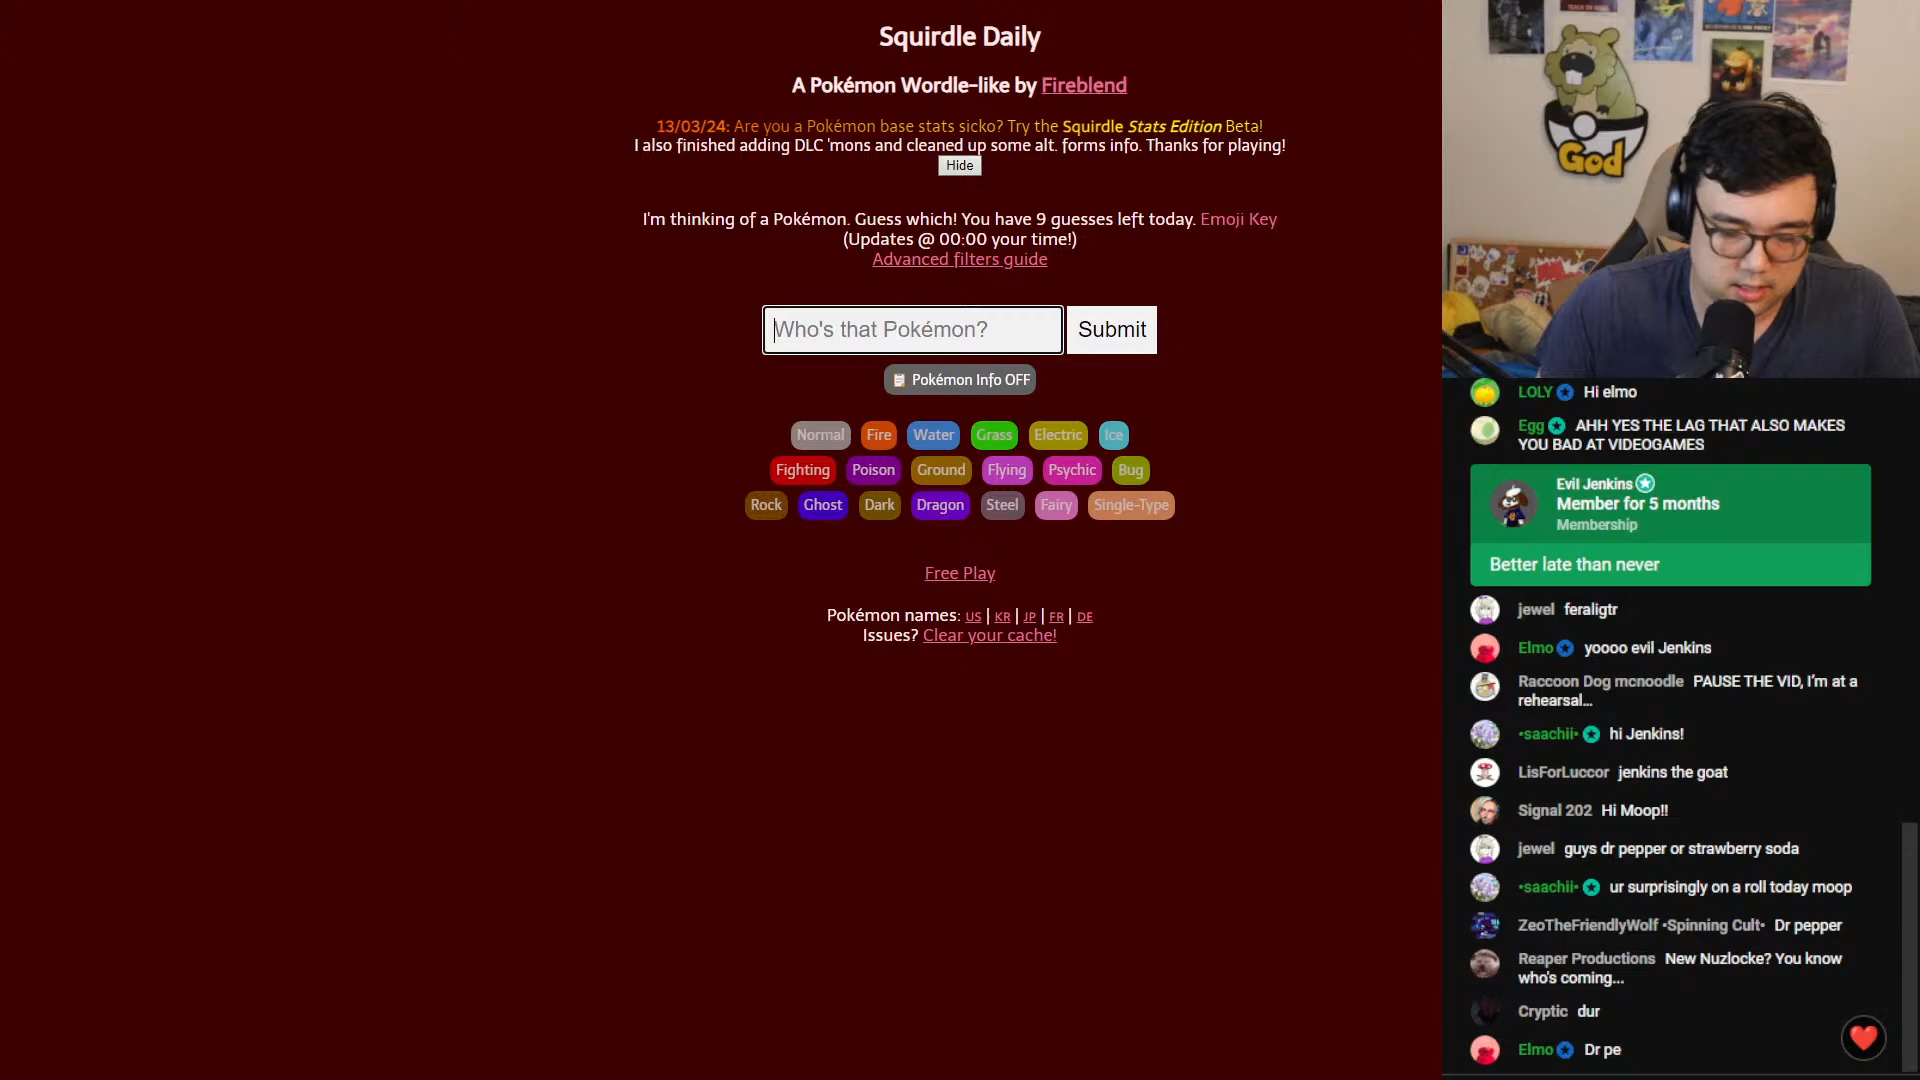 Squirdle Daily
A Pokémon Wordle-like by Fireblend
13/03/24: Are you a Pokémon base stats sicko? Try the Squirdle Stats Edition Beta!
I also finished adding DLC 'mons and cleaned up some alt. forms info. Thanks for playing!
Hide
I'm thinking of a Pokémon. Guess which! You have 9 guesses left today. Emoji Key
(Updates @ 00:00 your time!)
Advanced filters guide
Who's that Pokémon? Submit
Pokémon Info OFF
Normal Fire Water Grass Electric Ice
Fighting Poison Ground Flying Psychic Bug
Rock Ghost Dark Dragon Steel Fairy Single-Type
Free Play
Pokémon names: US | KR | JP | FR | DE
Issues? Clear your cache!
God
LOLY Hi elmo
Egg AHH YES THE LAG THAT ALSO MAKES
YOU BAD AT VIDEOGAMES
Evil Jenkins
Member for 5 months
Membership
Better late than never
jewel feraligtr
Elmo yoooo evil Jenkins
Raccoon Dog mcnoodle PAUSE THE VID, I'm at a
rehearsal...
•saachii• hi Jenkins!
LisForLuccor jenkins the goat
Signal 202 Hi Moop!!
jewel guys dr pepper or strawberry soda
•saachii• ur surprisingly on a roll today moop
ZeoTheFriendlyWolf •Spinning Cult• Dr pepper
Reaper Productions New Nuzlocke? You know
who's coming...
Cryptic dur
Elmo Dr pe